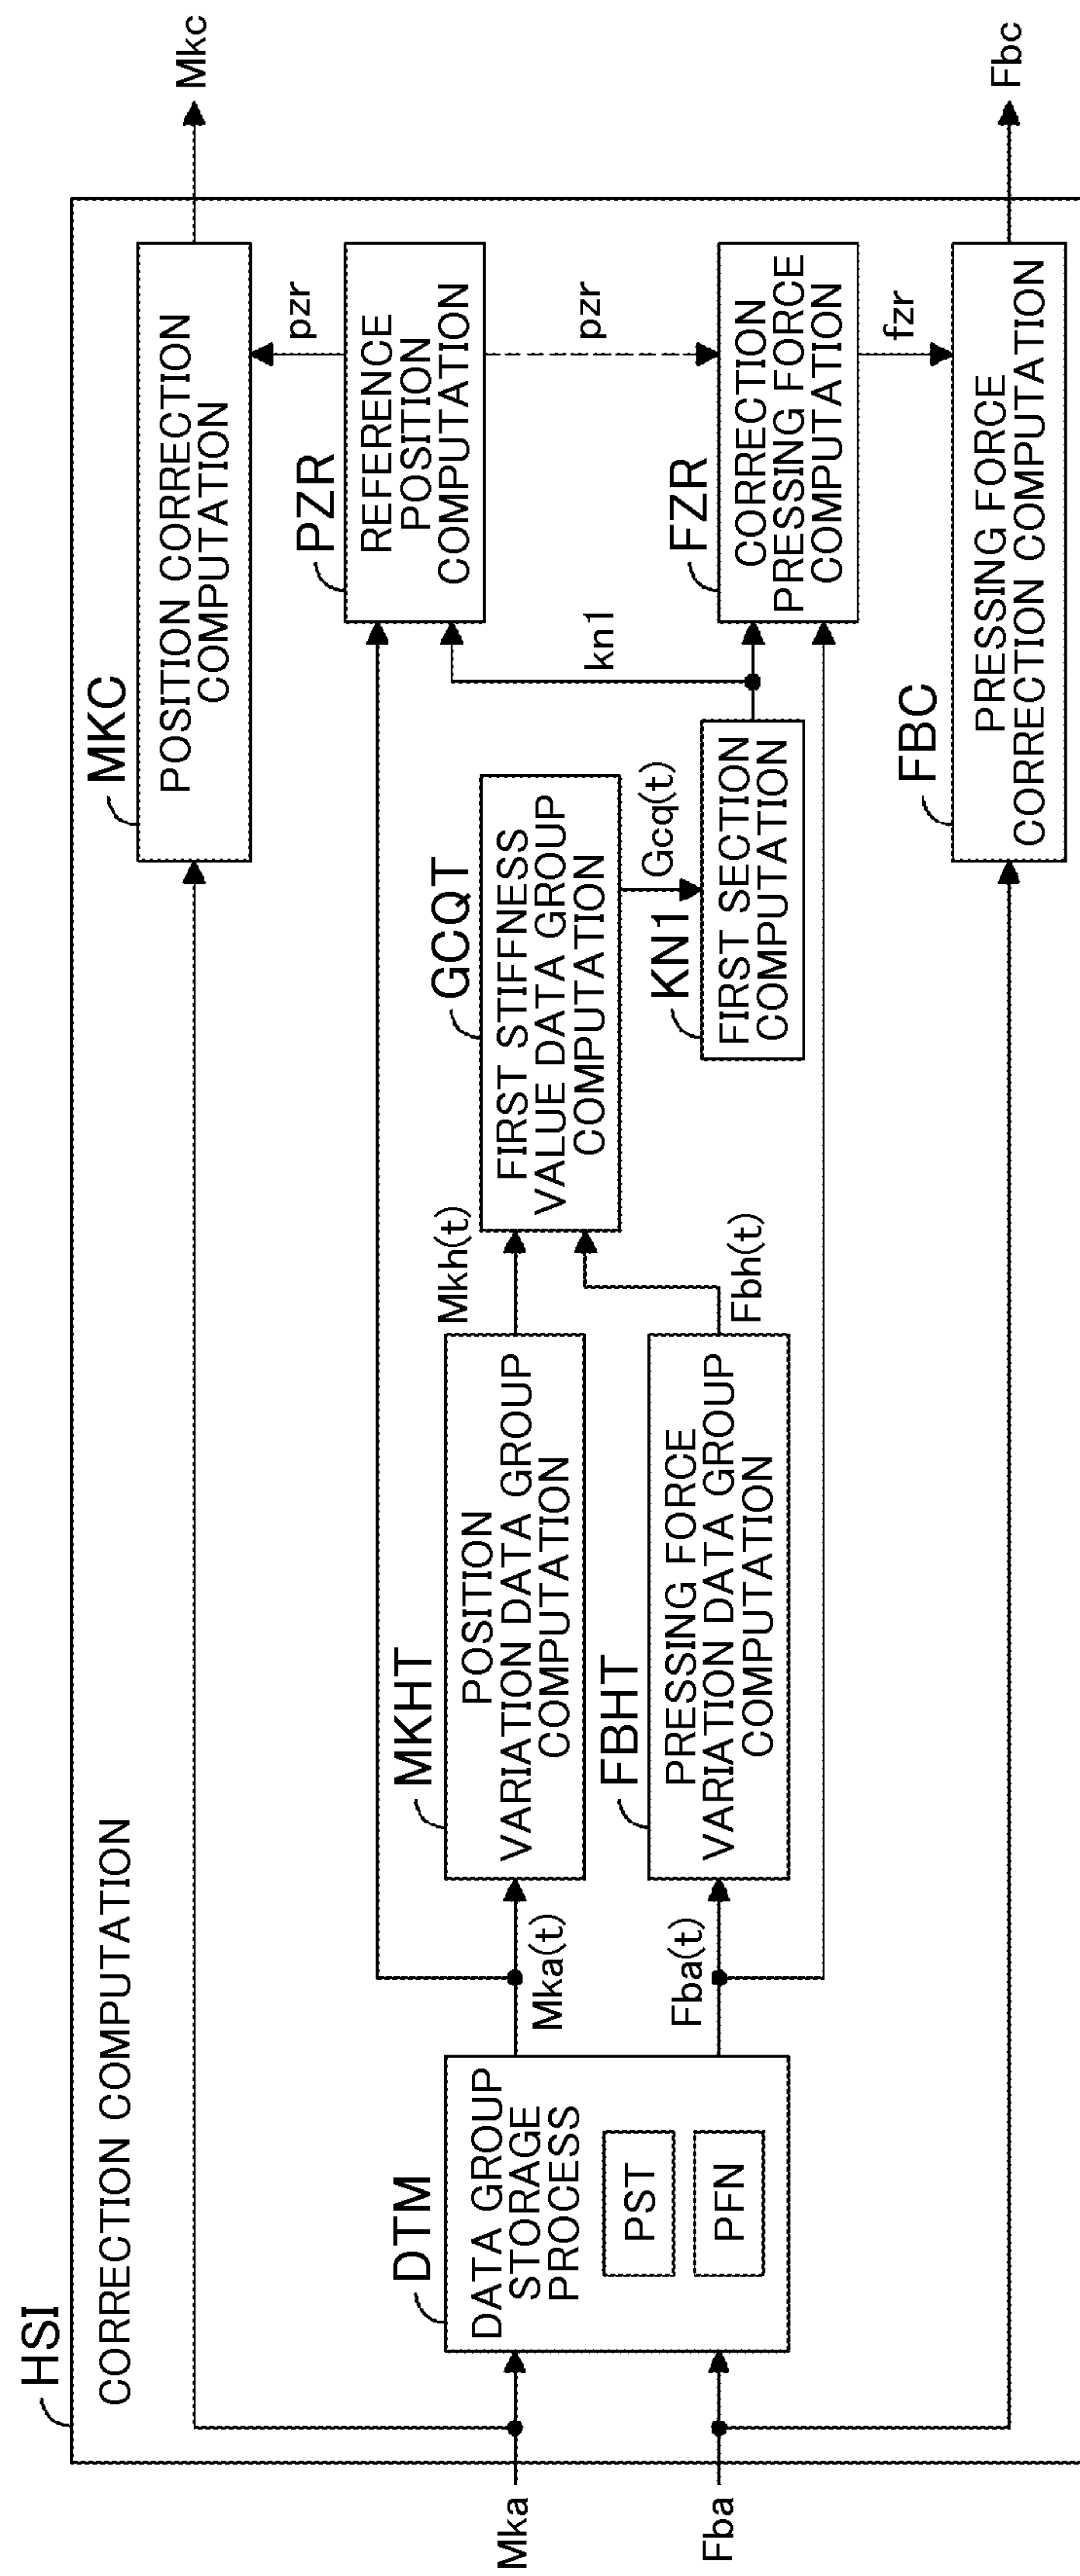 HSI
CORRECTION COMPUTATION
MKC
POSITION CORRECTION
COMPUTATION
Mkc
pzr
PZR
REFERENCE
POSITION
COMPUTATION
pzr
kn1
GCQT
FIRST STIFFNESS
VALUE DATA GROUP
COMPUTATION
Gcq(t)
KN1
FIRST SECTION
COMPUTATION
MKHT
POSITION
VARIATION DATA GROUP
COMPUTATION
Mkh(t)
FBHT
PRESSING FORCE
VARIATION DATA GROUP
COMPUTATION
Fbh(t)
DTM
DATA GROUP
STORAGE
PROCESS
PST
PFN
Mka
Mka(t)
Fba
Fba(t)
FZR
CORRECTION
PRESSING FORCE
COMPUTATION
fzr
FBC
PRESSING FORCE
CORRECTION COMPUTATION
Fbc